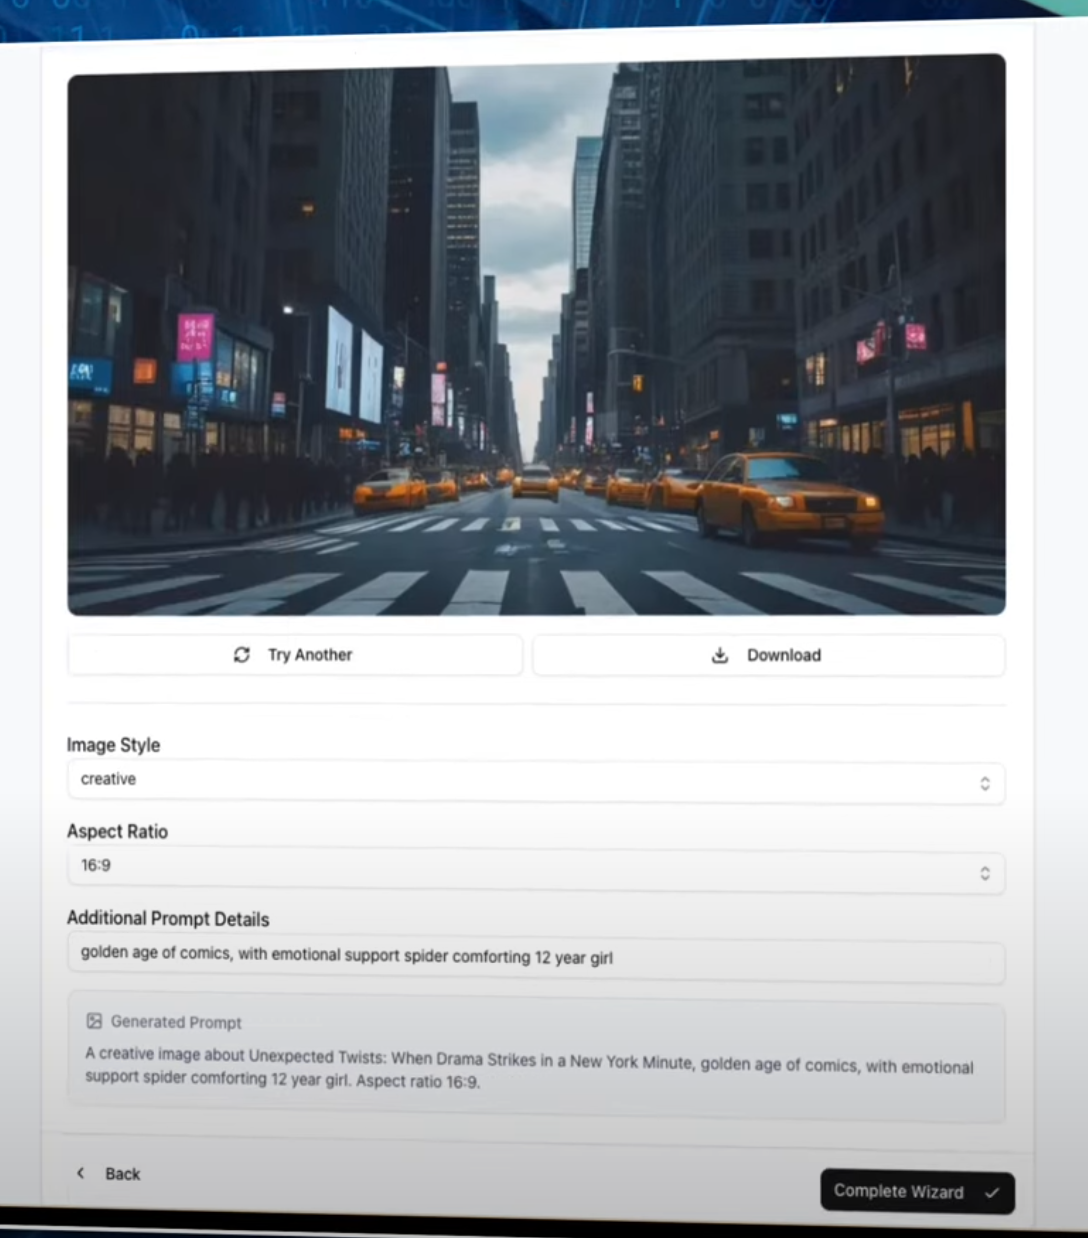 Try Another
Download
Image Style
creative
Aspect Ratio
16:9
Additional Prompt Details
golden age of comics, with emotional support spider comforting 12 year girl
Generated Prompt
A creative image about Unexpected Twists: When Drama Strikes in a New York Minute, golden age of comics, with emotional
support spider comforting 12 year girl. Aspect ratio 16:9.
Back
Complete Wizard